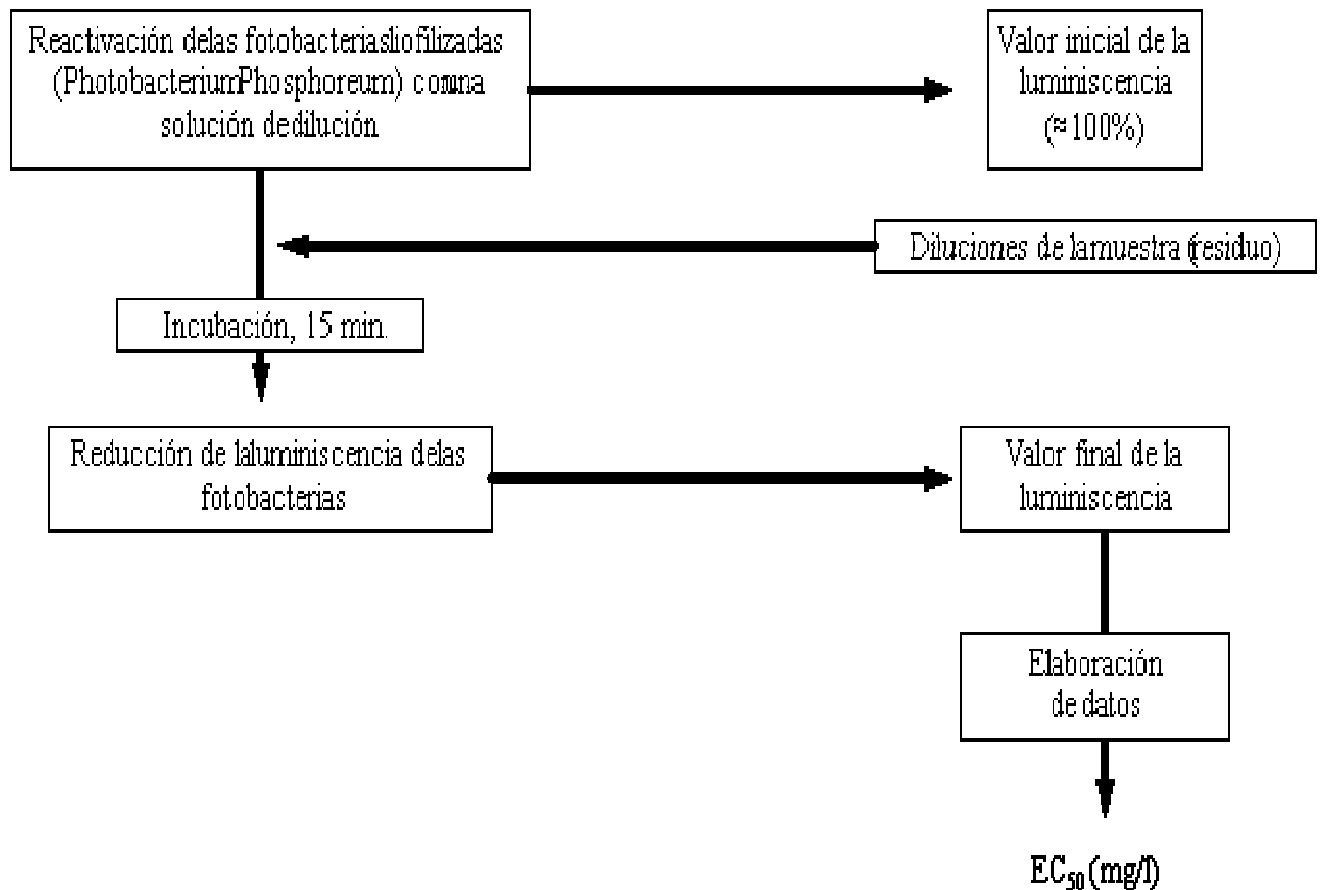 Reactivación delas fotobacteriasliofilizadas
(PhotobacteriumPhosphoreum) conuna
solución dedilución
Valor inicial de la
luminiscencia
(≈100%)
Diluciones de lamuestra (residuo)
Incubación, 15 min.
Reducción de laluminiscencia delas
fotobacterias
Valor final de la
luminiscencia
Elaboración
de datos
EC50 (mg/l)